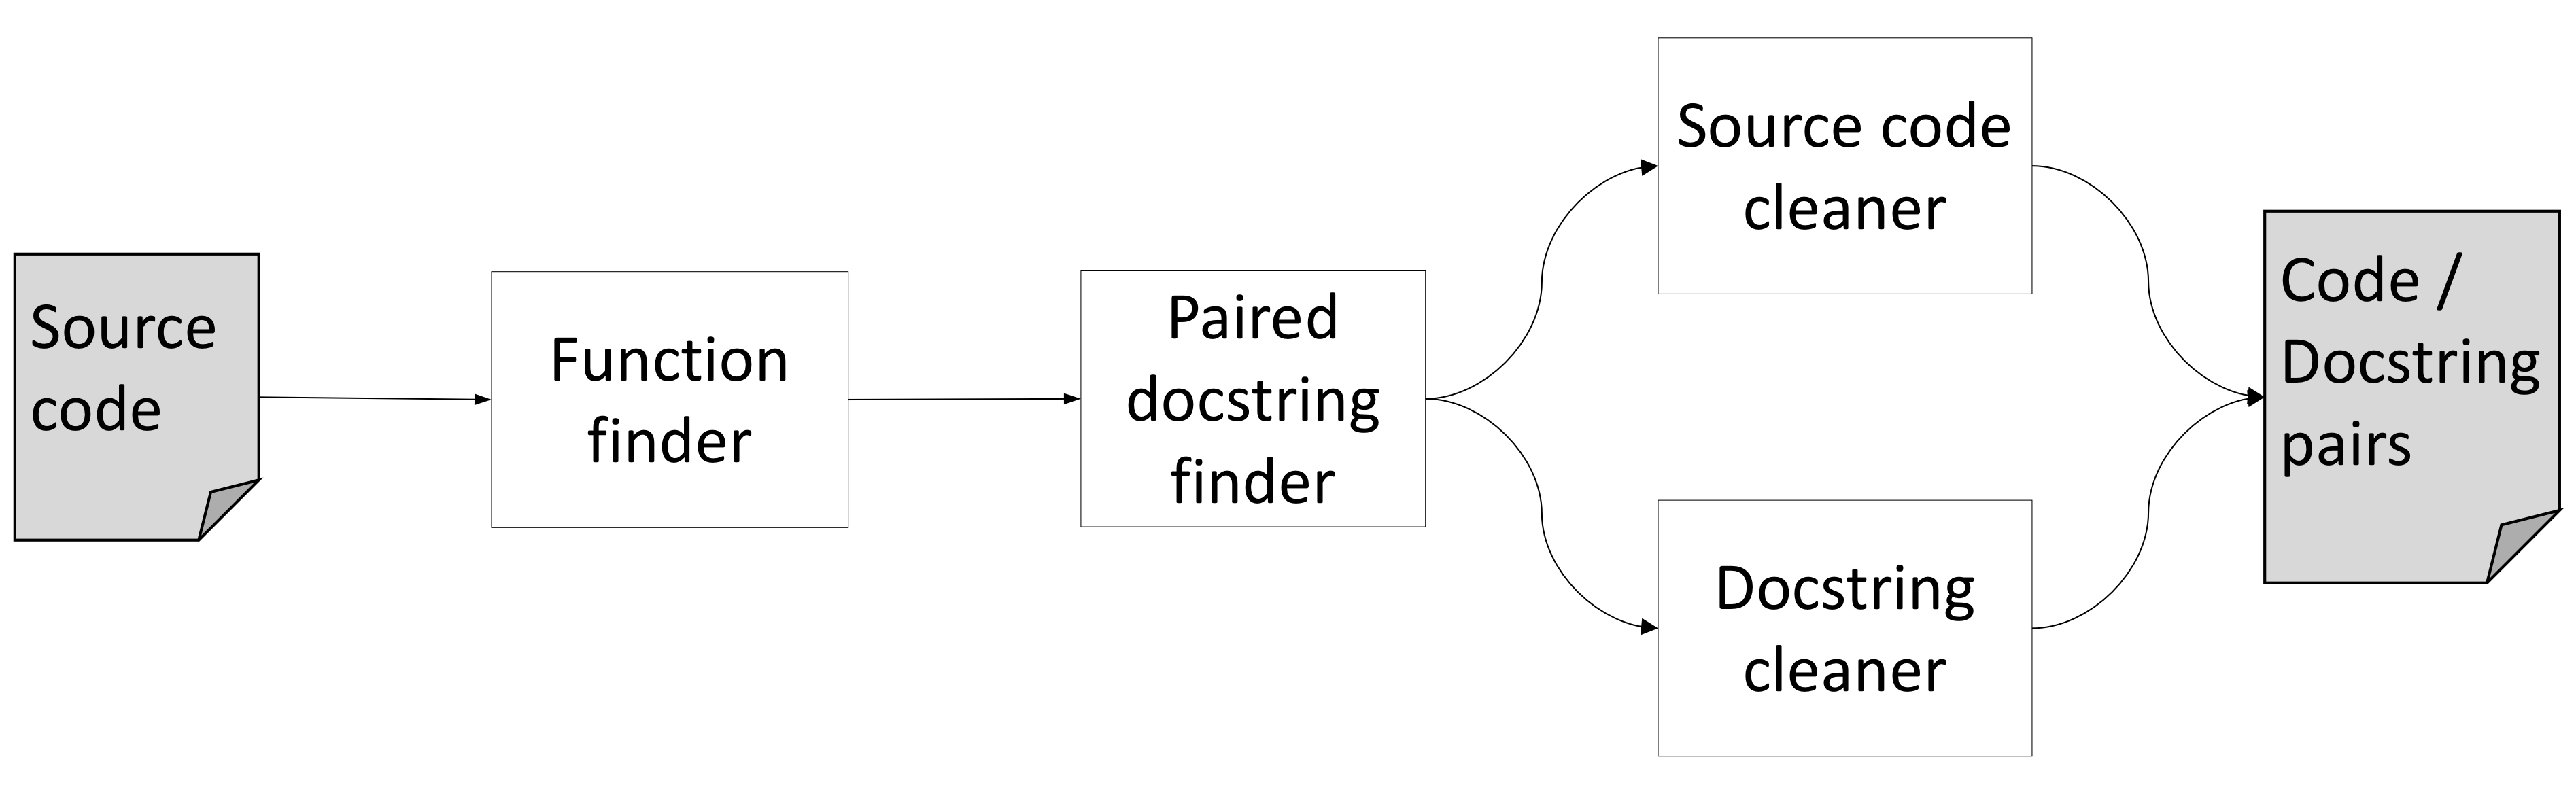 Source
code
Function
finder
Paired
docstring
finder
Source code
cleaner
Docstring
cleaner
Code /
Docstring
pairs